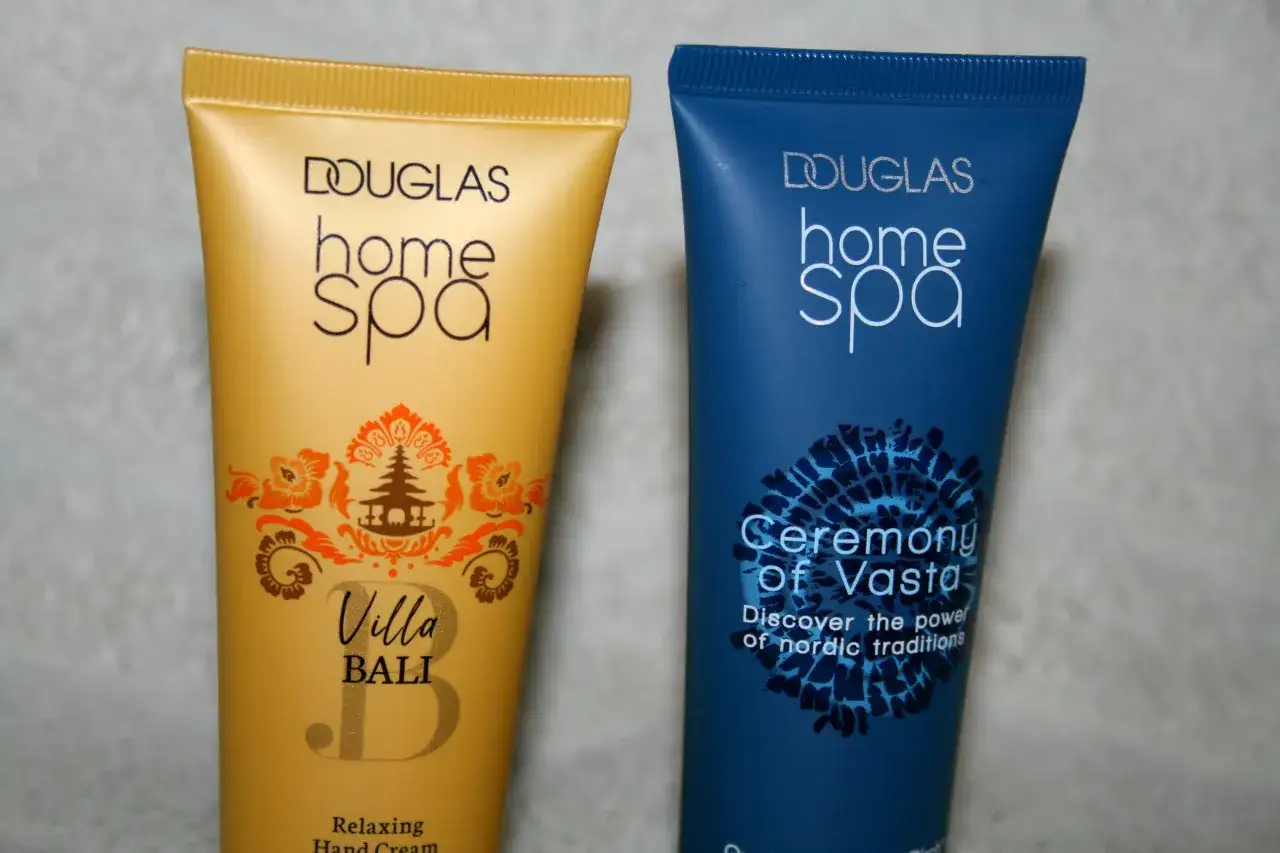 DOUGLAS
home
spa
Villa
BALI
Relaxing
Hand Cream
DOUGLAS
home
spa
Ceremony
of Vasta
Discover the power
of nordic traditions